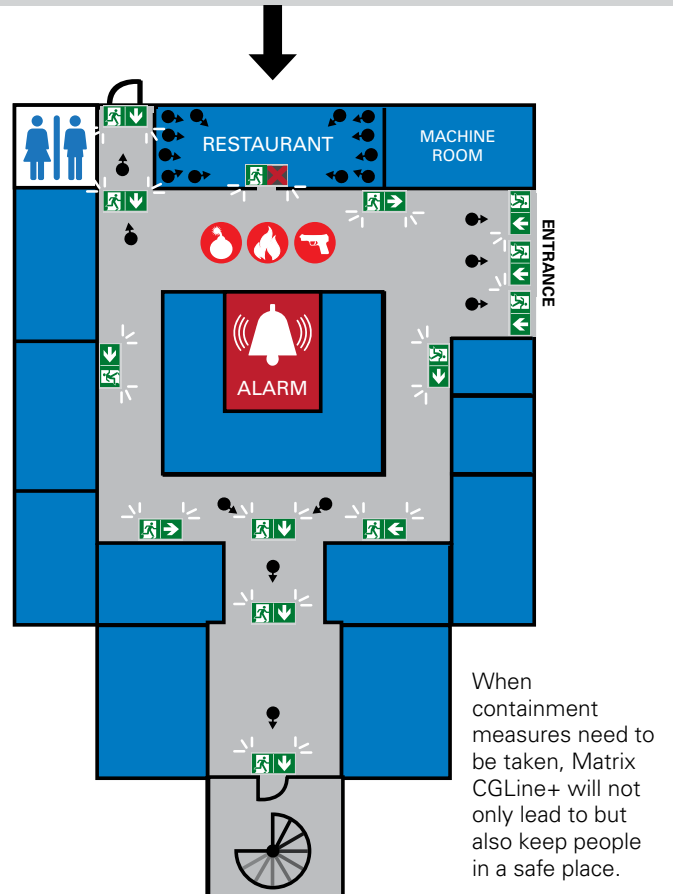 RESTAURANT
MACHINE
ROOM
ENTRANCE
ALARM
When
containment
measures need to
be taken, Matrix
CGLine+ will not
only lead to but
also keep people
in a safe place.